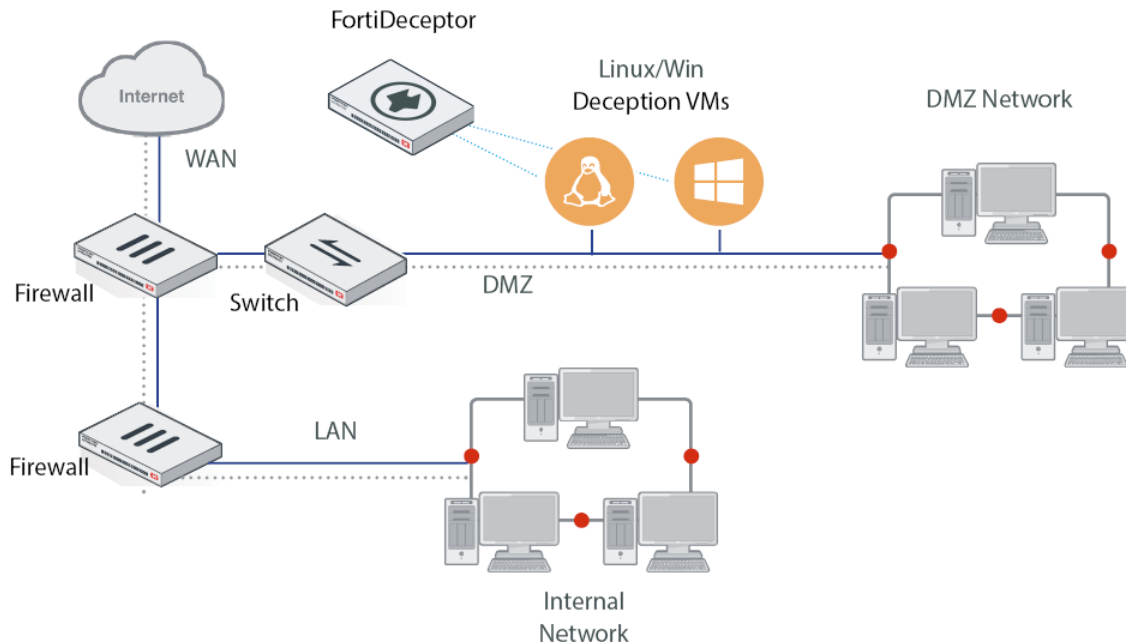 FortiDeceptor
Internet
Linux/Win
Deception VMs
DMZ Network
WAN
Firewall
Switch
DMZ
Firewall
LAN
Internal
Network